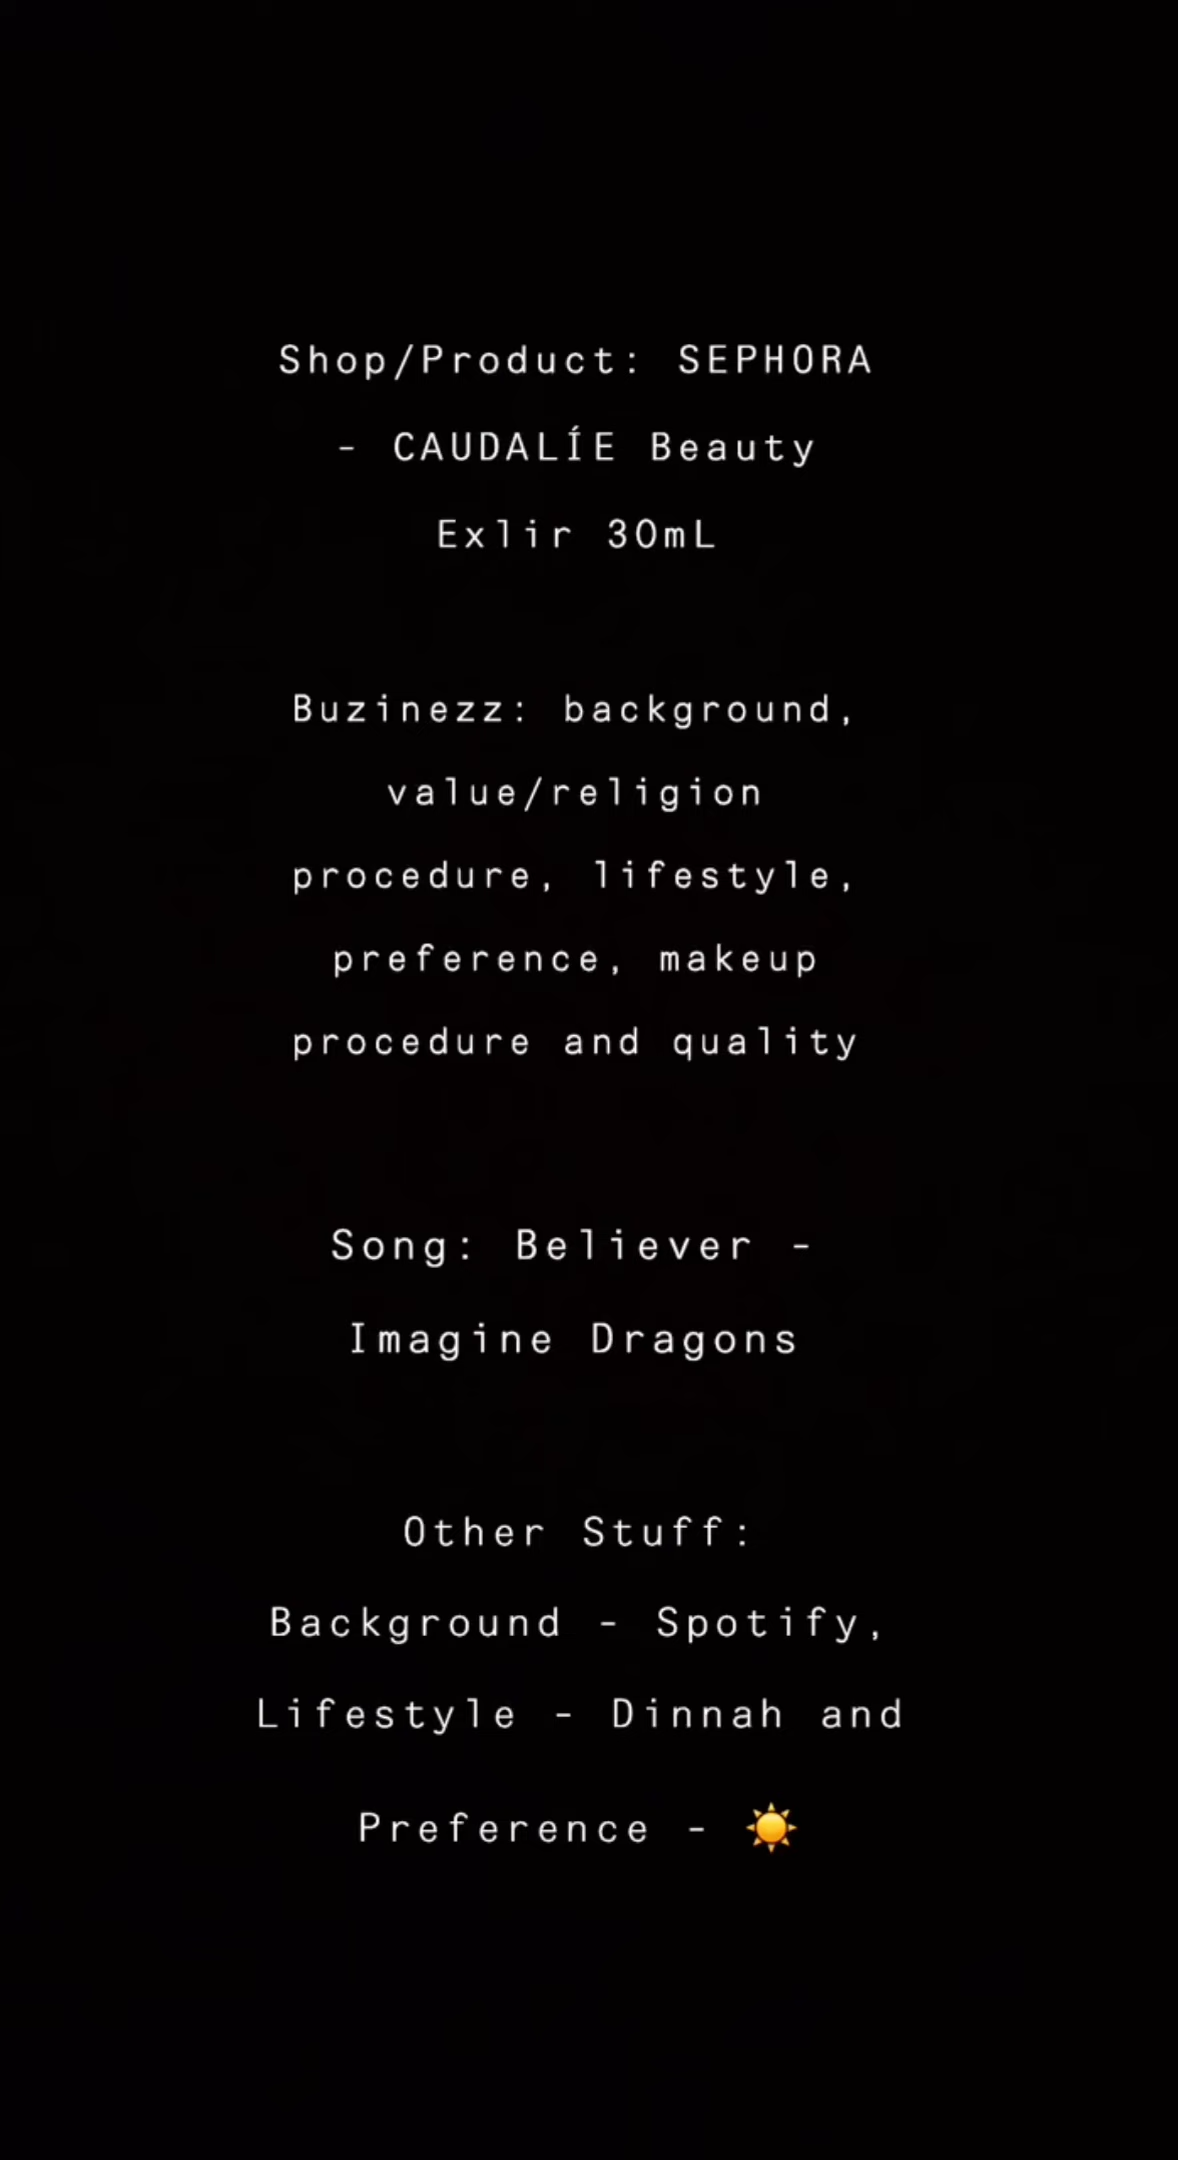 Shop/Product: SEPHORA
- CAUDALÍE Beauty
Exlir 30mL
Buzinezz: background,
value/religion
procedure, lifestyle,
preference, makeup
procedure and quality
Song: Believer -
Imagine Dragons
Other Stuff:
Background - Spotify,
Lifestyle - Dinnah and
Preference - ☀️